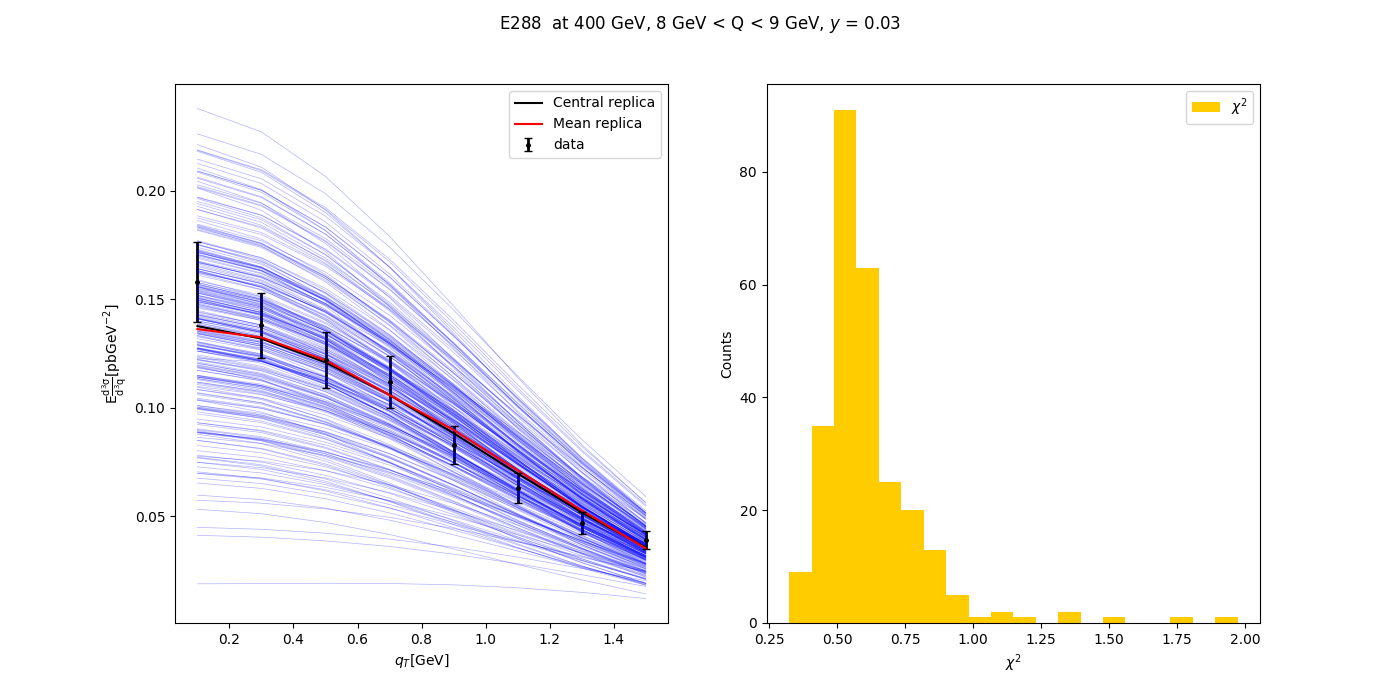 E288  at 400 GeV, 8 GeV < Q < 9 GeV, y = 0.03
Central replica
Mean replica
data
0.20
0.15
0.10
0.05
E d³σ/d³q [pbGeV⁻²]
0.2 0.4 0.6 0.8 1.0 1.2 1.4
q_T[GeV]
χ²
80
60
40
20
0
Counts
0.25 0.50 0.75 1.00 1.25 1.50 1.75 2.00
χ²